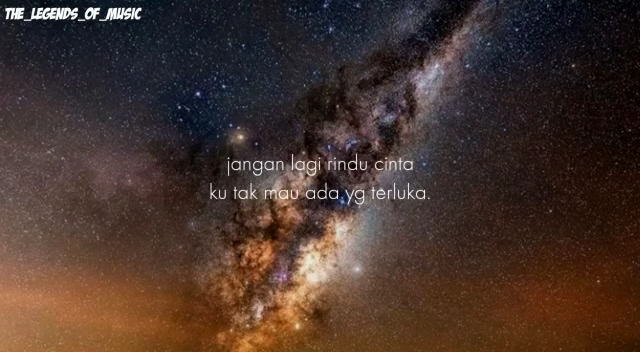 THE_LEGENDS_OF_MUSIC
jangan lagi rindu cinta
ku tak mau ada yg terluka.